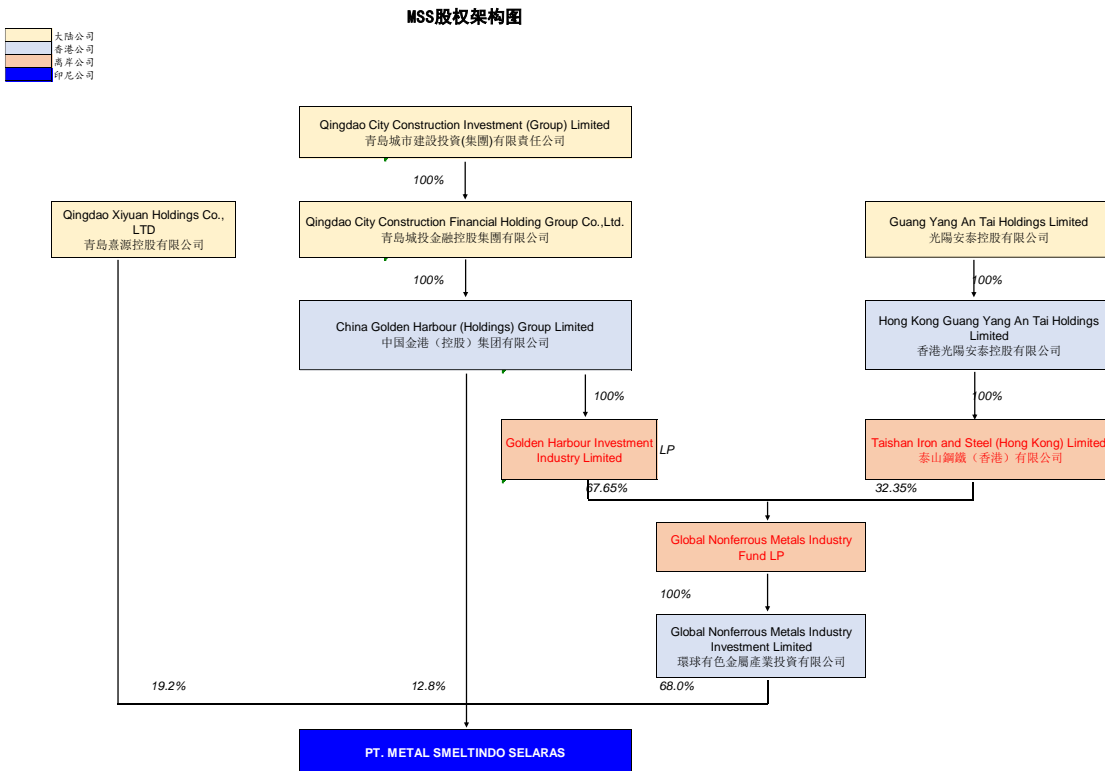 MSS股权架构图
大陆公司
香港公司
离岸公司
印尼公司
Qingdao City Construction Investment (Group) Limited
青島城市建設投資(集團)有限責任公司
100%
Qingdao Xiyuan Holdings Co.,
LTD
青島熹源控股有限公司
Qingdao City Construction Financial Holding Group Co.,Ltd.
青島城投金融控股集團有限公司
Guang Yang An Tai Holdings Limited
光陽安泰控股有限公司
100%
100%
China Golden Harbour (Holdings) Group Limited
中国金港（控股）集团有限公司
Hong Kong Guang Yang An Tai Holdings
Limited
香港光陽安泰控股有限公司
100%
100%
Golden Harbour Investment
Industry Limited
LP
Taishan Iron and Steel (Hong Kong) Limited
泰山鋼鐵（香港）有限公司
67.65%
32.35%
Global Nonferrous Metals Industry
Fund LP
100%
Global Nonferrous Metals Industry
Investment Limited
環球有色金屬產業投資有限公司
19.2%
12.8%
68.0%
PT. METAL SMELTINDO SELARAS